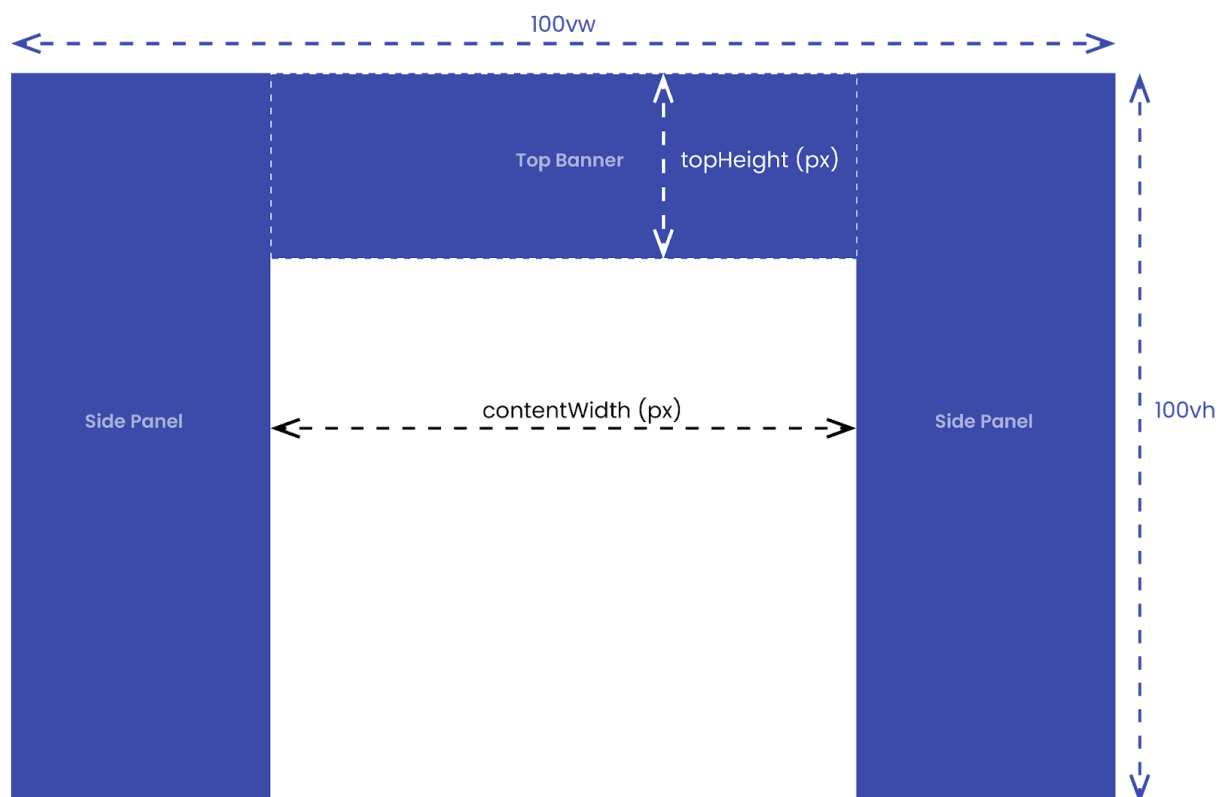 100vw
Top Banner
topHeight (px)
contentWidth (px)
Side Panel
Side Panel
100vh